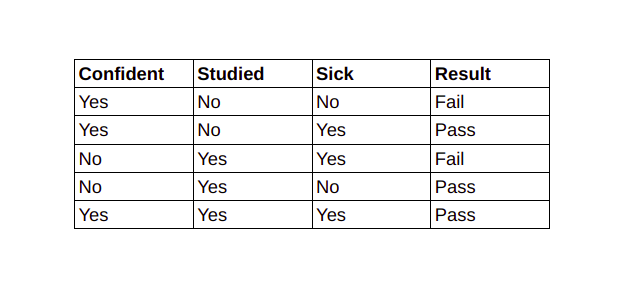 Confident Studied Sick Result
Yes No No Fail
Yes No Yes Pass
No Yes Yes Fail
No Yes No Pass
Yes Yes Yes Pass